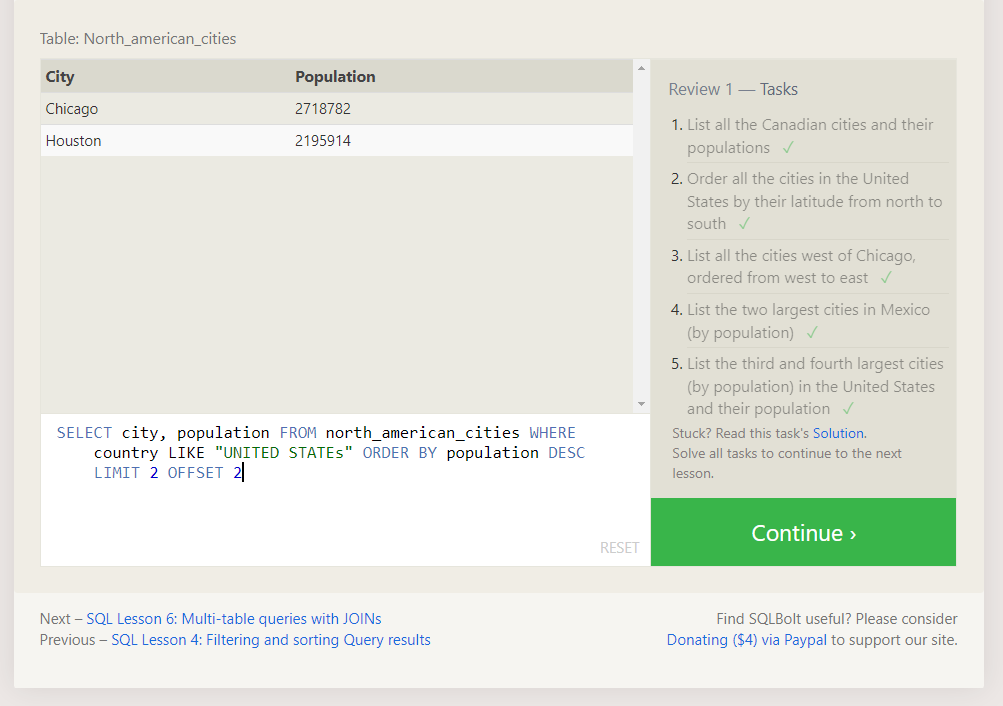 Table: North_american_cities
City Population
Chicago 2718782
Houston 2195914
SELECT city, population FROM north_american_cities WHERE
country LIKE "UNITED STATEs" ORDER BY population DESC
LIMIT 2 OFFSET 2
RESET
Review 1 — Tasks
1. List all the Canadian cities and their
populations ✓
2. Order all the cities in the United
States by their latitude from north to
south ✓
3. List all the cities west of Chicago,
ordered from west to east ✓
4. List the two largest cities in Mexico
(by population) ✓
5. List the third and fourth largest cities
(by population) in the United States
and their population ✓
Stuck? Read this task's Solution.
Solve all tasks to continue to the next
lesson.
Continue ›
Next – SQL Lesson 6: Multi-table queries with JOINs
Previous – SQL Lesson 4: Filtering and sorting Query results
Find SQLBolt useful? Please consider
Donating ($4) via Paypal to support our site.